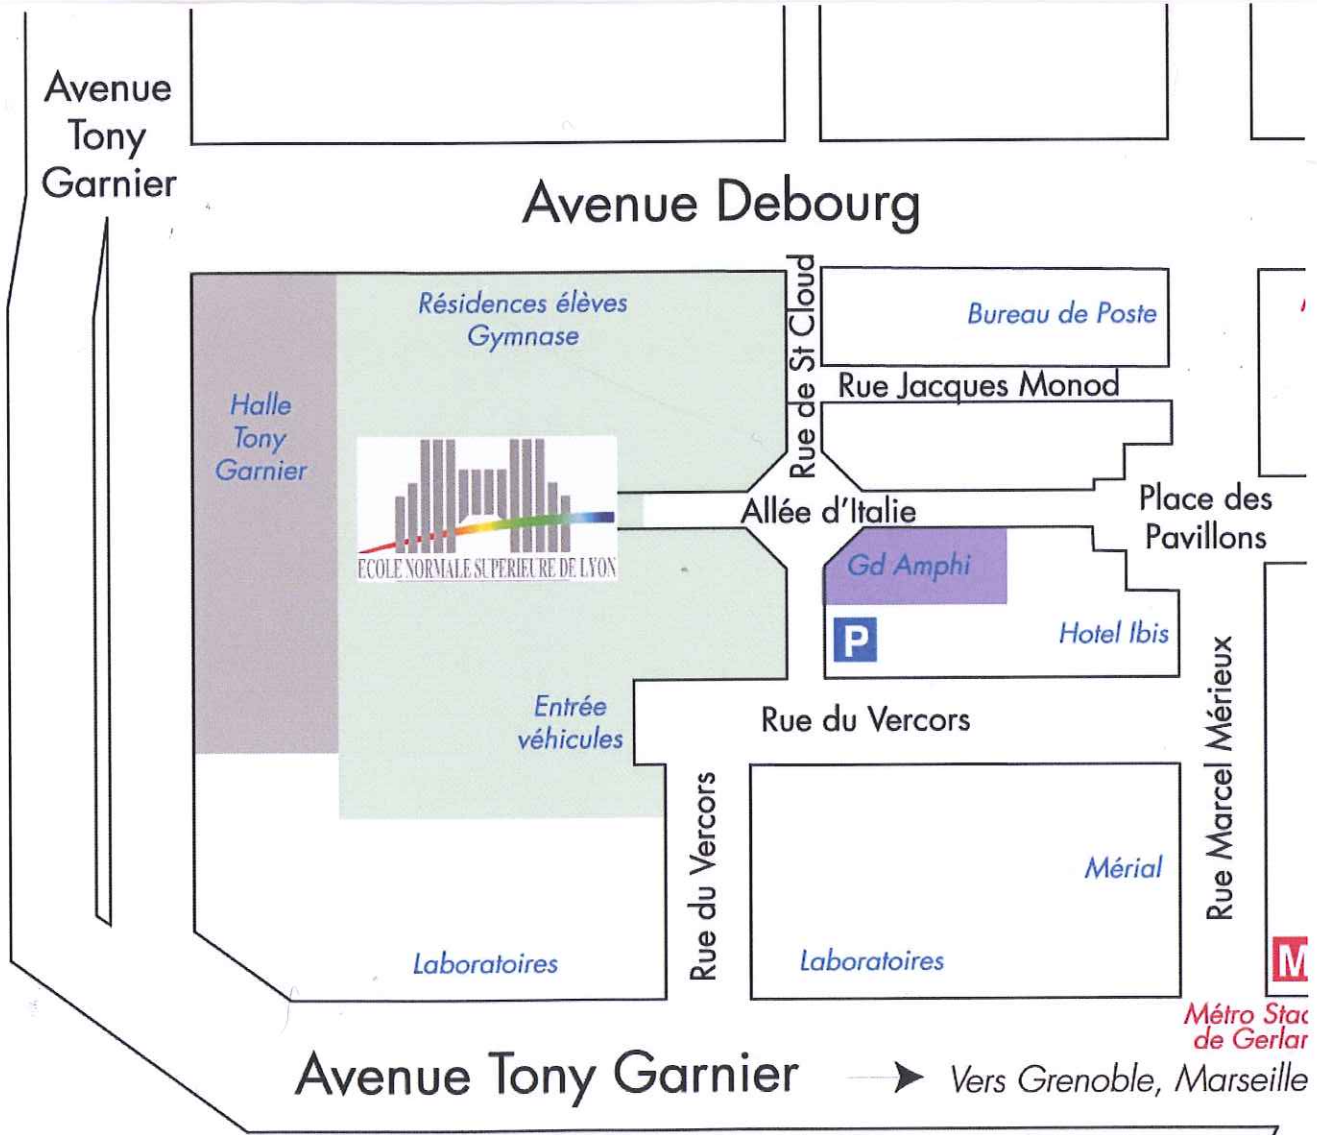 Avenue
Tony
Garnier
Avenue Debourg
Rue de St Cloud
Résidences élèves
Gymnase
Bureau de Poste
Rue Jacques Monod
Halle
Tony
Garnier
ECOLE NORMALE SUPERIEURE DE LYON
Allée d'Italie
Place des
Pavillons
Gd Amphi
P
Hotel Ibis
Entrée
véhicules
Rue du Vercors
Rue Marcel Mérieux
Rue du Vercors
Mérial
Laboratoires
Laboratoires
M
Métro
de
Avenue Tony Garnier
Vers Grenoble, Marseille